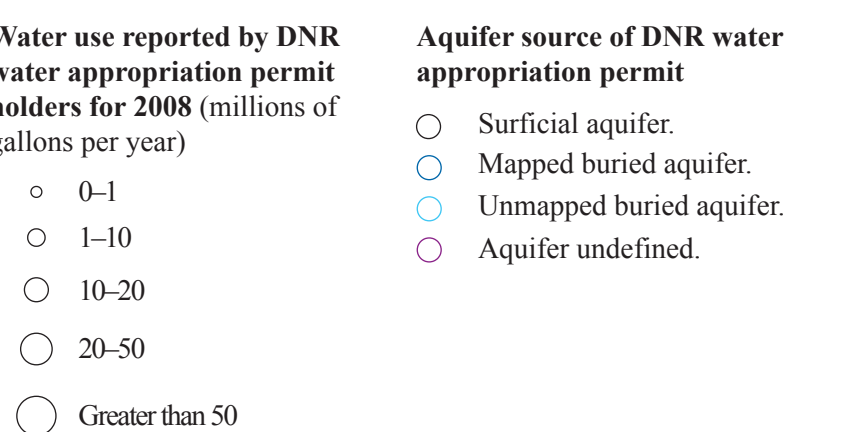 Water use reported by DNR
water appropriation permit
holders for 2008 (millions of
gallons per year)
0–1
1–10
10–20
20–50
Greater than 50
Aquifer source of DNR water
appropriation permit
Surficial aquifer.
Mapped buried aquifer.
Unmapped buried aquifer.
Aquifer undefined.